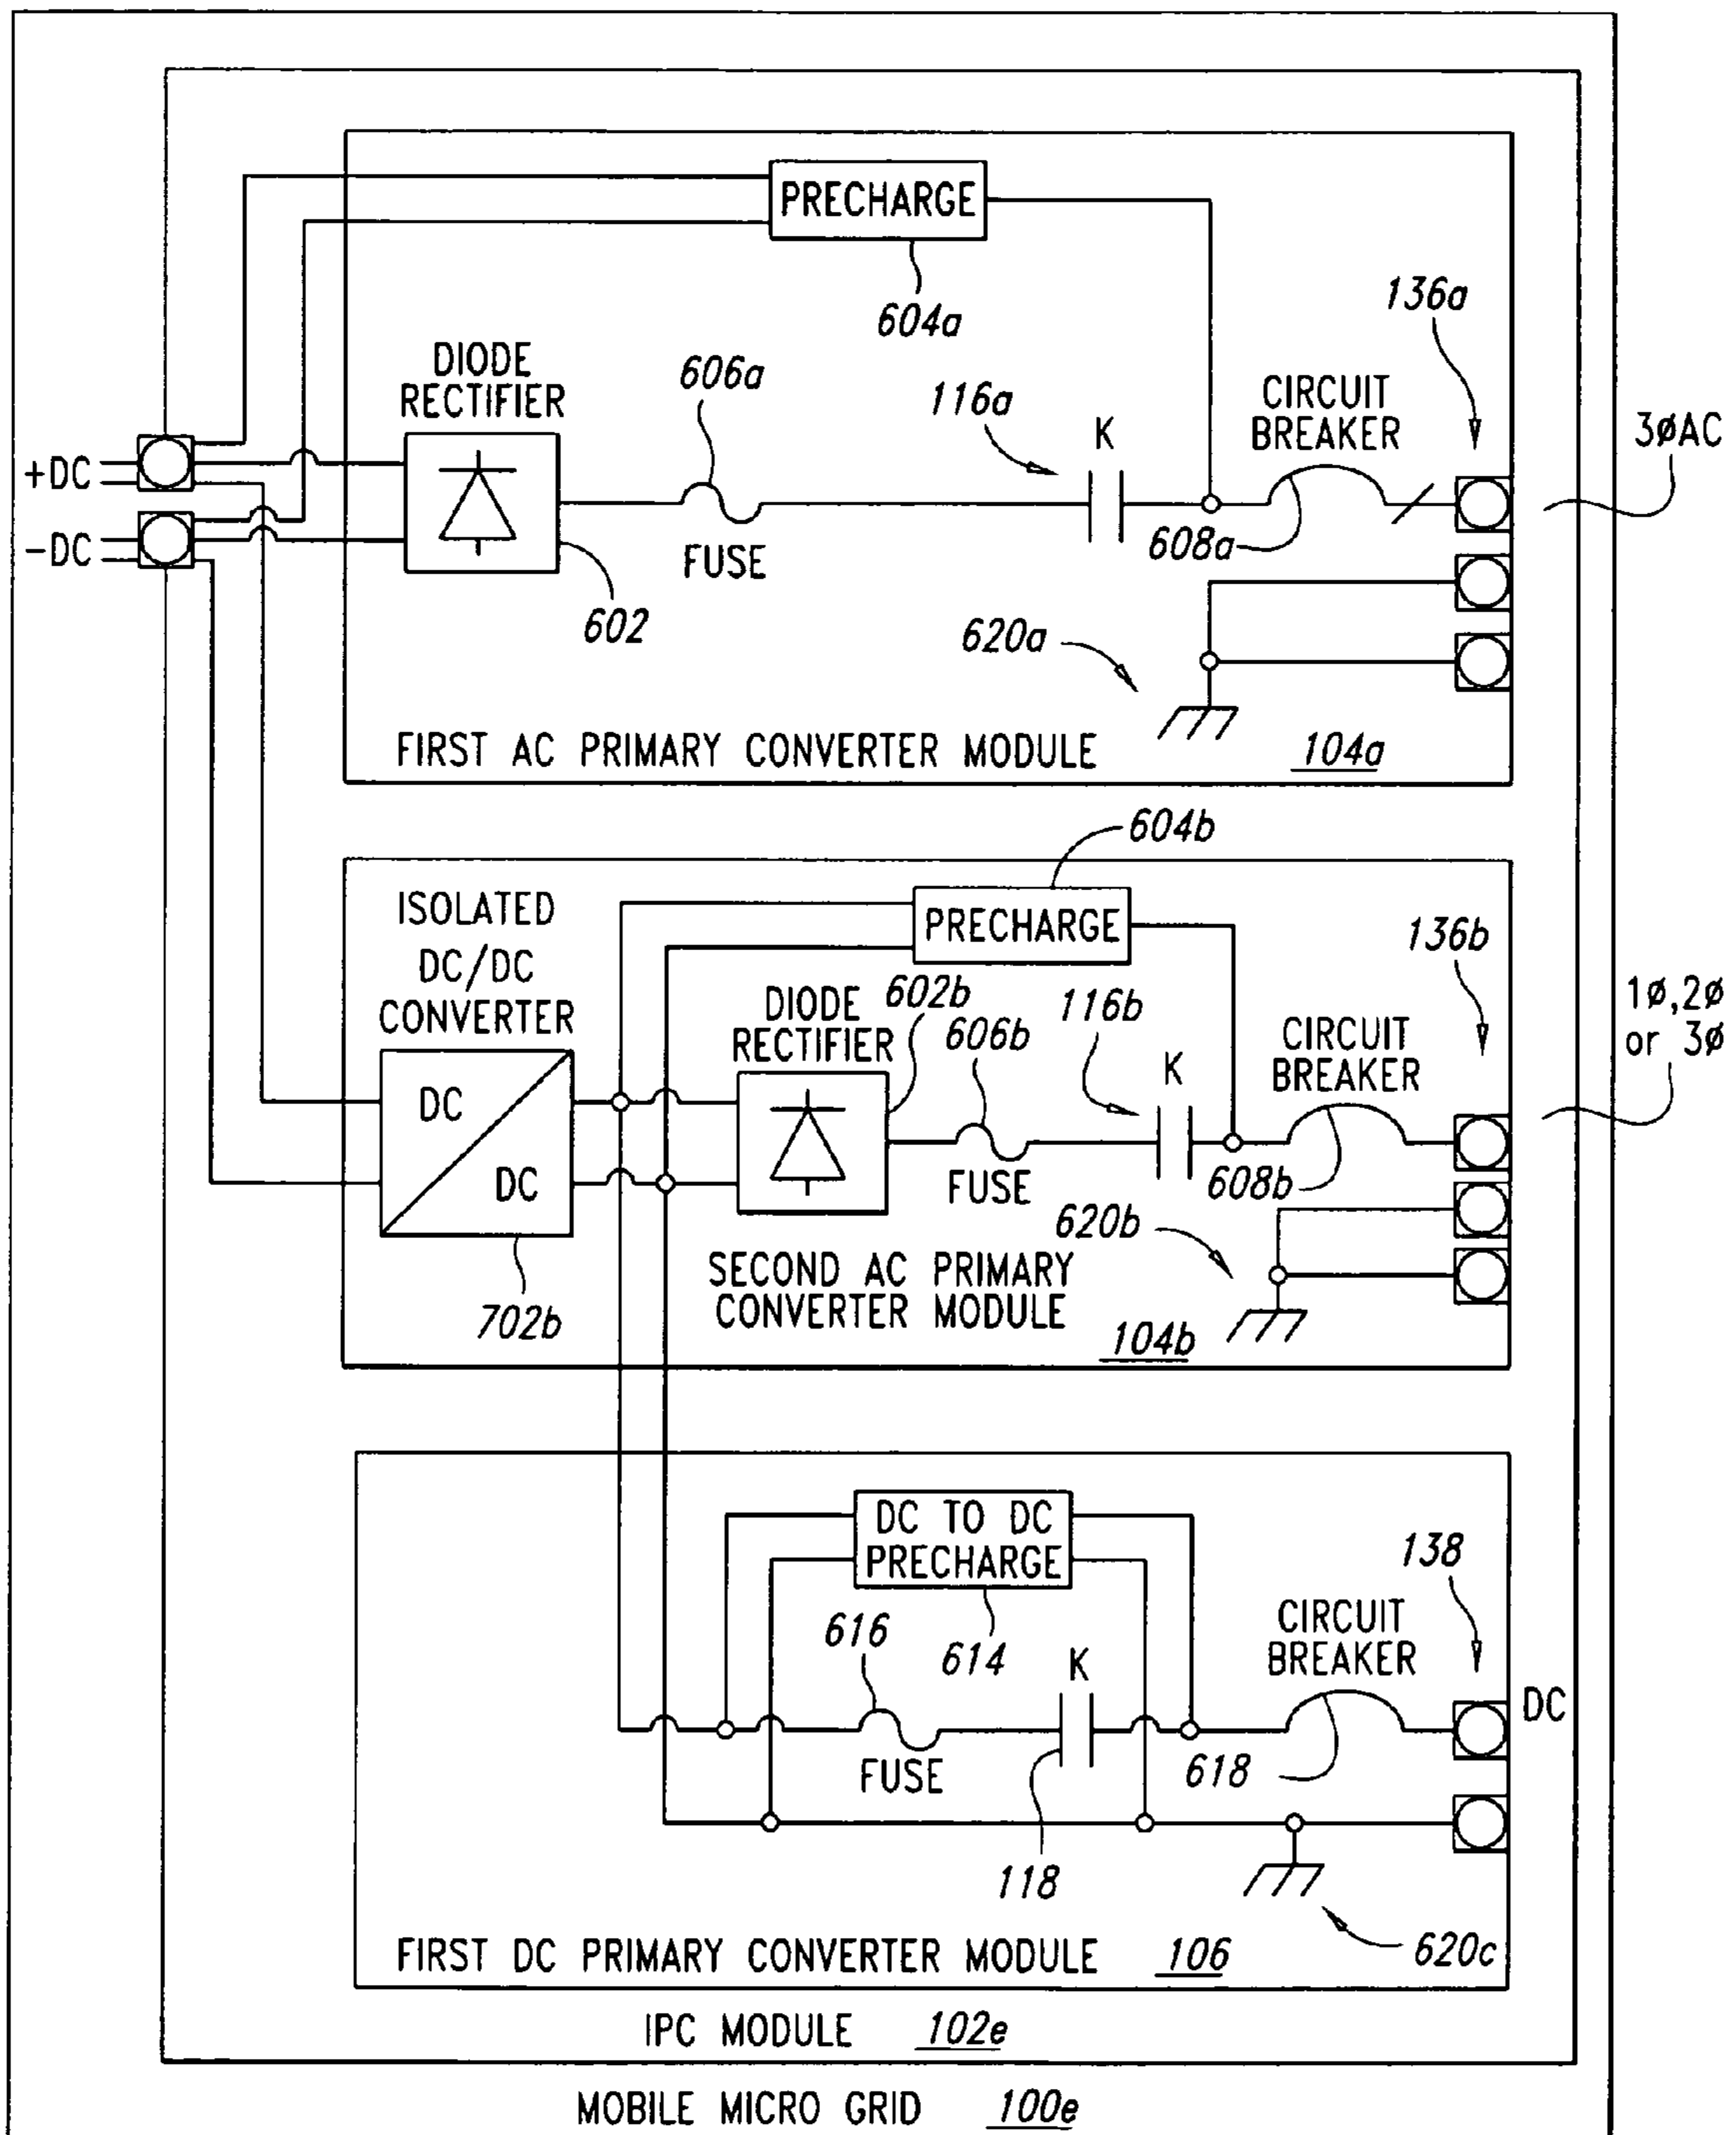 PRECHARGE
604a
136a
DIODE
RECTIFIER
606a
116a
K
CIRCUIT
BREAKER
3øAC
+DC
-DC
FUSE
608a
602
620a
FIRST AC PRIMARY CONVERTER MODULE 104a
604b
ISOLATED
DC/DC
CONVERTER
PRECHARGE
136b
DIODE
RECTIFIER
602b
606b
116b
K
CIRCUIT
BREAKER
1ø,2ø
or 3ø
DC
DC
FUSE
608b
620b
702b
SECOND AC PRIMARY
CONVERTER MODULE
104b
DC TO DC
PRECHARGE
138
616
614
K
CIRCUIT
BREAKER
DC
FUSE
618
118
FIRST DC PRIMARY CONVERTER MODULE 106
620c
IPC MODULE 102e
MOBILE MICRO GRID 100e